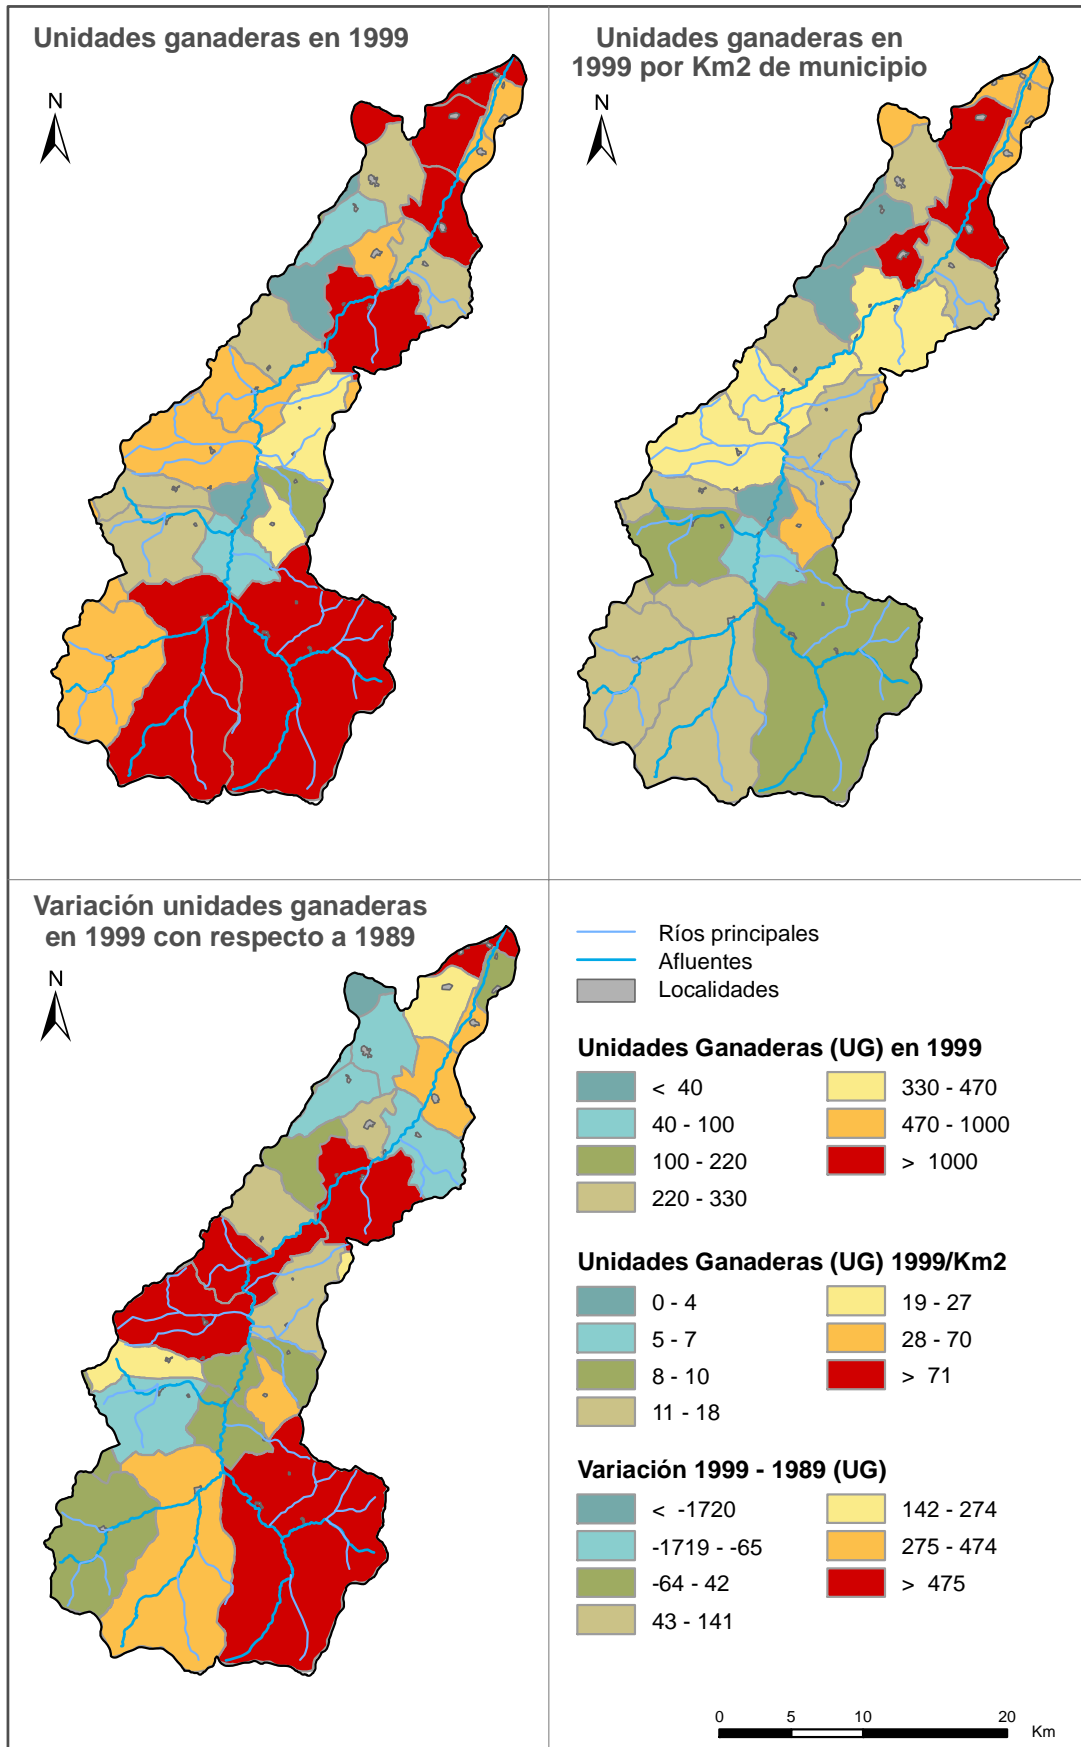 Unidades ganaderas en 1999
N
Unidades ganaderas en
1999 por Km2 de municipio
N
Variación unidades ganaderas
en 1999 con respecto a 1989
N
Ríos principales
Afluentes
Localidades
Unidades Ganaderas (UG) en 1999
< 40
40 - 100
100 - 220
220 - 330
330 - 470
470 - 1000
> 1000
Unidades Ganaderas (UG) 1999/Km2
0 - 4
5 - 7
8 - 10
11 - 18
19 - 27
28 - 70
> 71
Variación 1999 - 1989 (UG)
< -1720
-1719 - -65
-64 - 42
43 - 141
142 - 274
275 - 474
> 475
0 5 10 20
Km